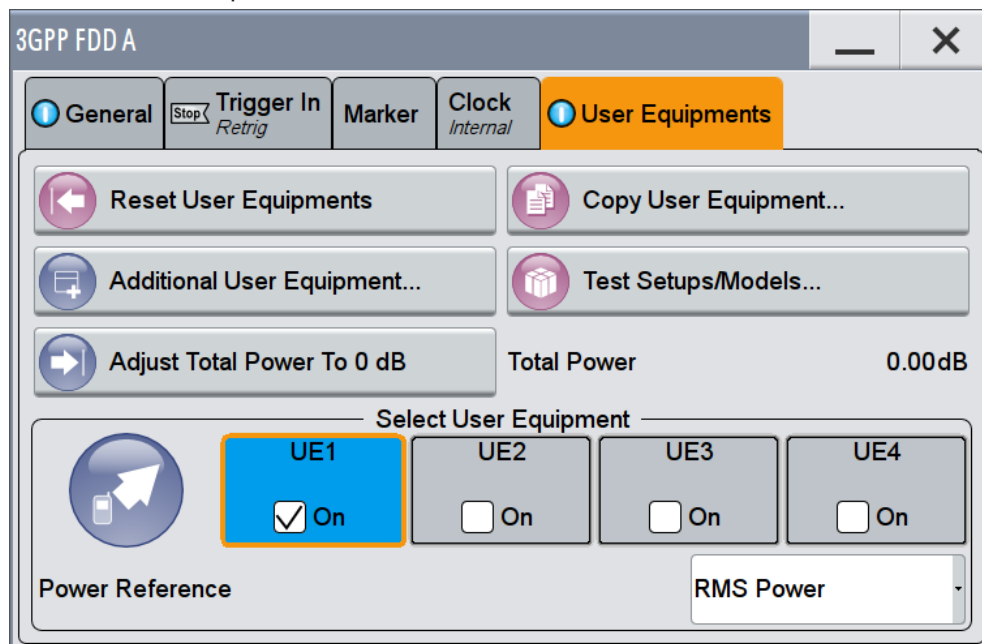 3GPP FDD A
General
Stop
Trigger In
Retrig
Marker
Clock
Internal
User Equipments
Reset User Equipments
Copy User Equipment...
Additional User Equipment...
Test Setups/Models...
Adjust Total Power To 0 dB
Total Power 0.00dB
Select User Equipment
UE1 UE2 UE3 UE4
On On On On
Power Reference RMS Power